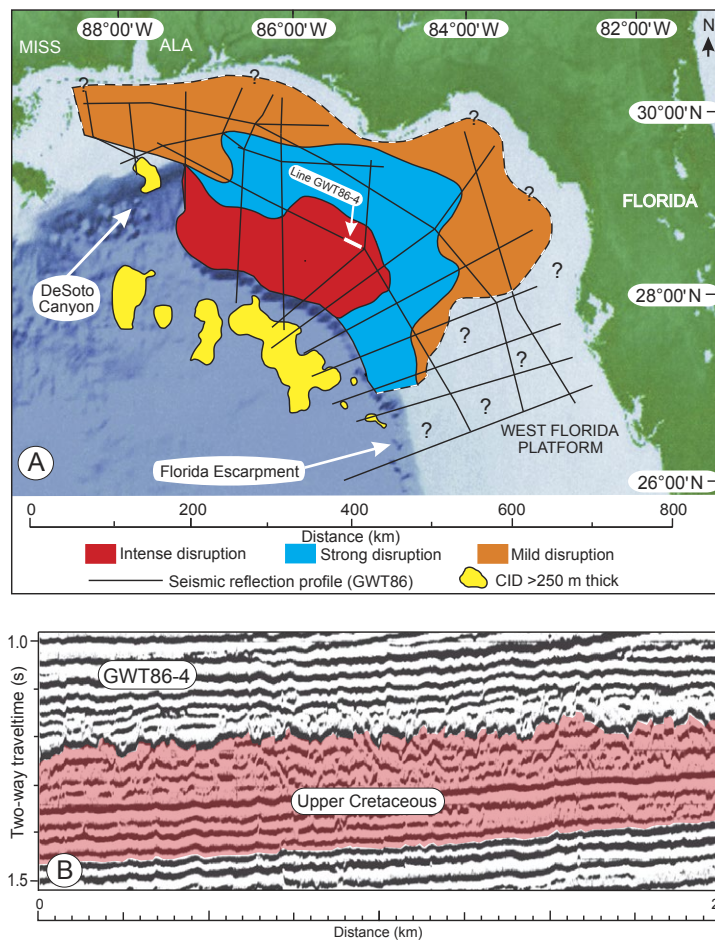 88°00'W 86°00'W 84°00'W 82°00'W
N
MISS ALA
? ? ?
30°00'N
Line GWT86-4
?
FLORIDA
DeSoto
Canyon
?
28°00'N
? ?
? ?
WEST FLORIDA
PLATFORM
A
Florida Escarpment
26°00'N
0 200 400 600 800
Distance (km)
Intense disruption Strong disruption Mild disruption
Seismic reflection profile (GWT86) CID >250 m thick
1.0
GWT86-4
Two-way traveltime (s)
Upper Cretaceous
B
1.5
0 2
Distance (km)